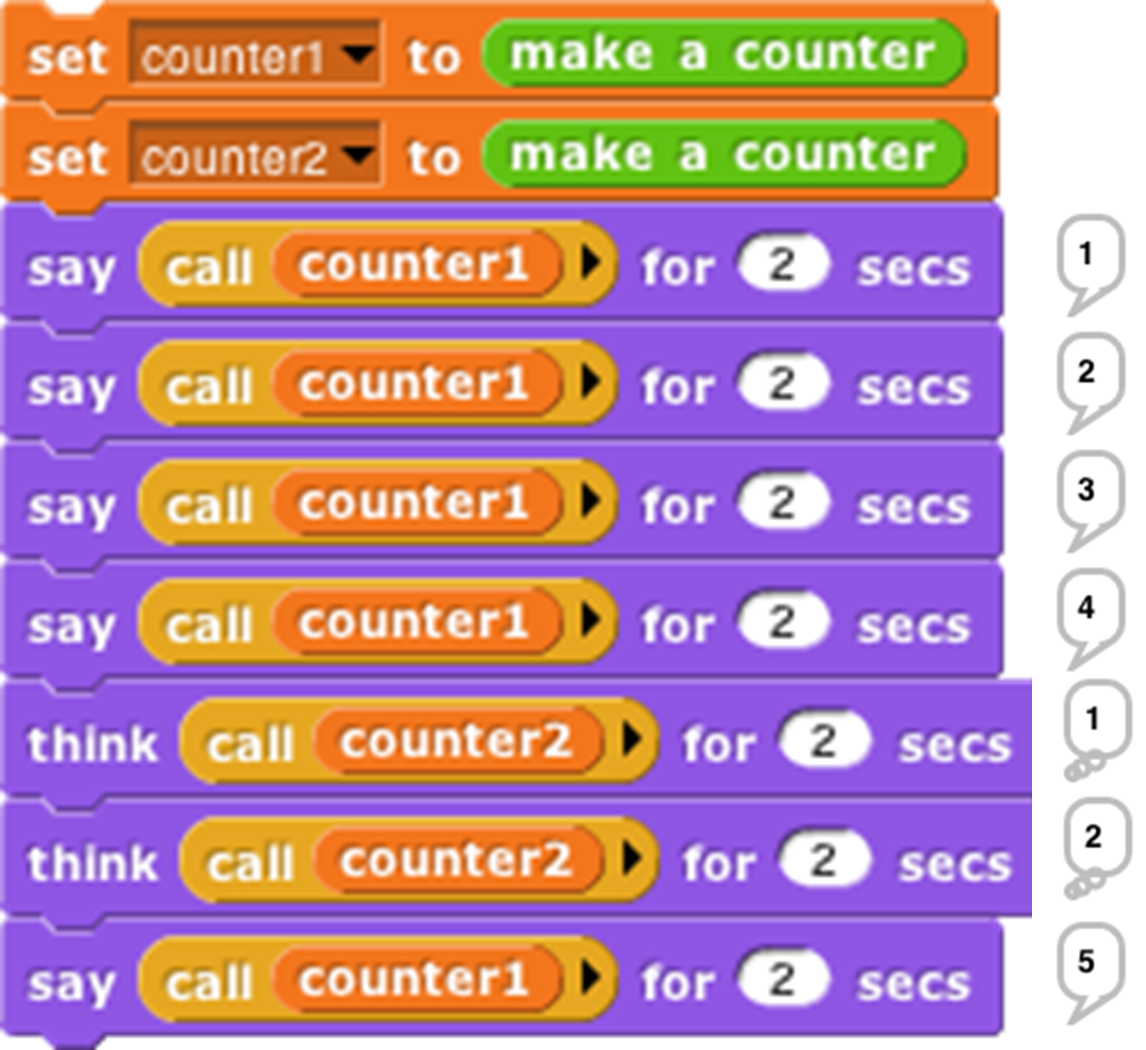 set counter1 to make a counter
set counter2 to make a counter
say call counter1 for 2 secs 1
say call counter1 for 2 secs 2
say call counter1 for 2 secs 3
say call counter1 for 2 secs 4
think call counter2 for 2 secs 1
think call counter2 for 2 secs 2
say call counter1 for 2 secs 5